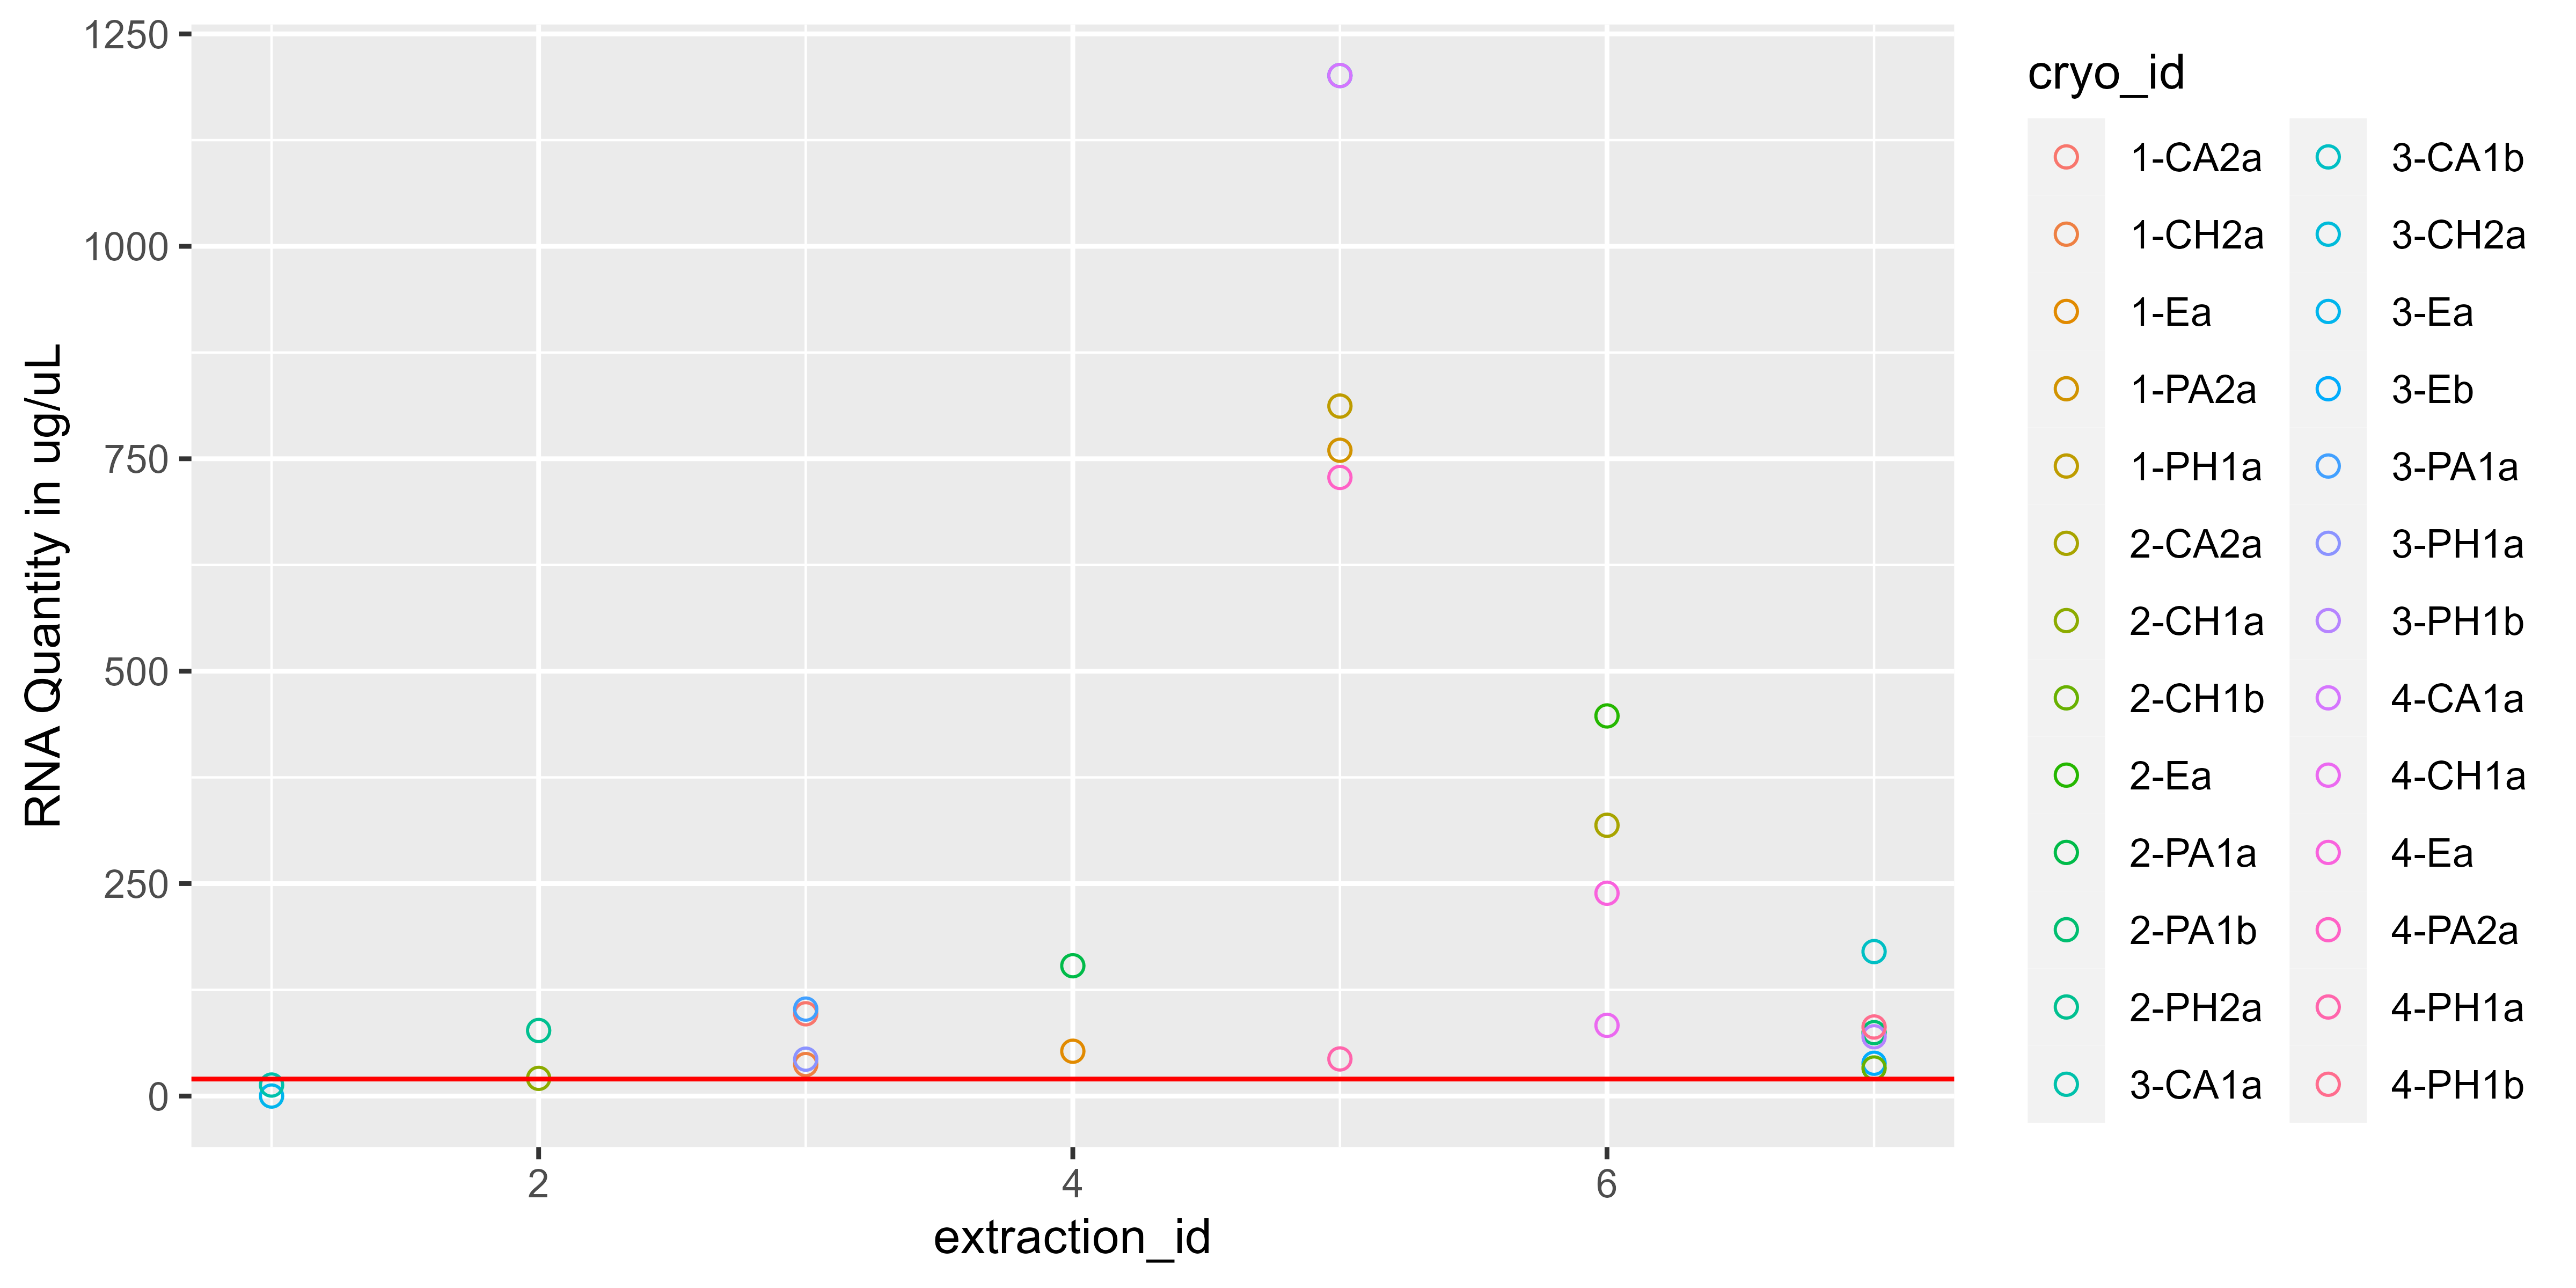 RNA Quantity in ug/uL
1250
1000
750
500
250
0
2
4
6
extraction_id
cryo_id
1-CA2a
1-CH2a
1-Ea
1-PA2a
1-PH1a
2-CA2a
2-CH1a
2-CH1b
2-Ea
2-PA1a
2-PA1b
2-PH2a
3-CA1a
3-CA1b
3-CH2a
3-Ea
3-Eb
3-PA1a
3-PH1a
3-PH1b
4-CA1a
4-CH1a
4-Ea
4-PA2a
4-PH1a
4-PH1b